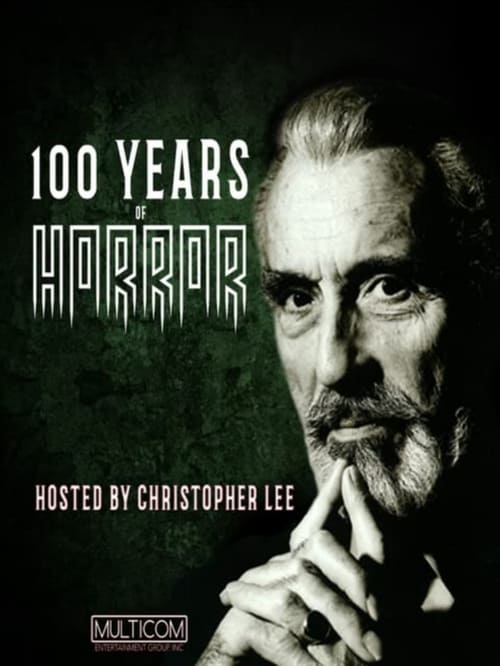 100 YEARS
OF
HORROR
HOSTED BY CHRISTOPHER LEE
MULTICOM
ENTERTAINMENT GROUP INC